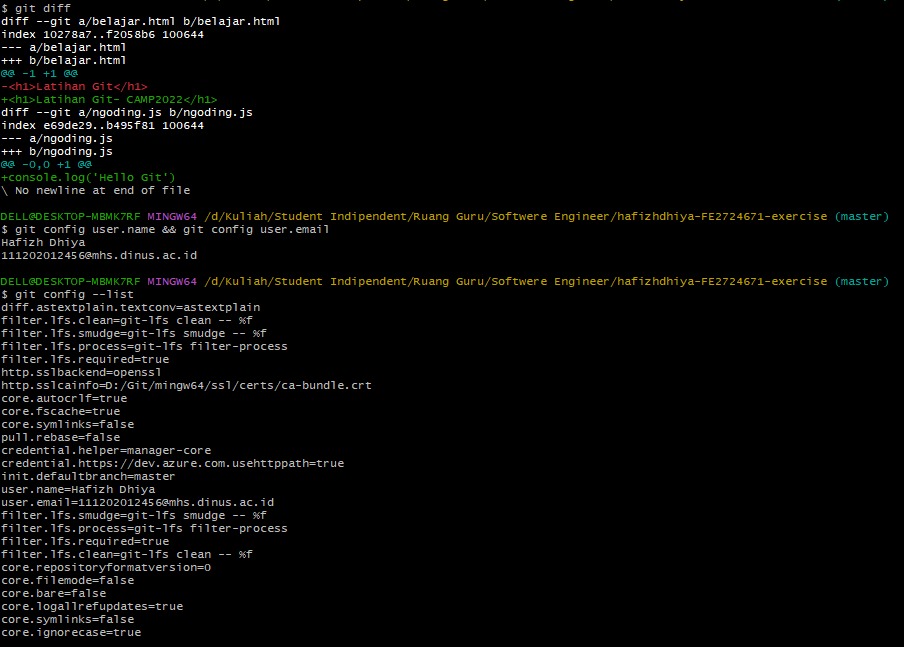 $ git diff
diff --git a/belajar.html b/belajar.html
index 10278a7..f2058b6 100644
--- a/belajar.html
+++ b/belajar.html
@@ -1 +1 @@
-<h1>Latihan Git</h1>
+<h1>Latihan Git- CAMP2022</h1>
diff --git a/ngoding.js b/ngoding.js
index e69de29..b495f81 100644
--- a/ngoding.js
+++ b/ngoding.js
@@ -0,0 +1 @@
+console.log('Hello Git')
\ No newline at end of file
DELL@DESKTOP-MBMK7RF MINGW64 /d/Kuliah/Student Indipendent/Ruang Guru/Softwere Engineer/hafizhdhiya-FE2724671-exercise (master)
$ git config user.name && git config user.email
Hafizh Dhiya
111202012456@mhs.dinus.ac.id
DELL@DESKTOP-MBMK7RF MINGW64 /d/Kuliah/Student Indipendent/Ruang Guru/Softwere Engineer/hafizhdhiya-FE2724671-exercise (master)
$ git config --list
diff.astextplain.textconv=astextplain
filter.lfs.clean=git-lfs clean -- %f
filter.lfs.smudge=git-lfs smudge -- %f
filter.lfs.process=git-lfs filter-process
filter.lfs.required=true
http.sslbackend=openssl
http.sslcainfo=D:/Git/mingw64/ssl/certs/ca-bundle.crt
core.autocrlf=true
core.fscache=true
core.symlinks=false
pull.rebase=false
credential.helper=manager-core
credential.https://dev.azure.com.usehttppath=true
init.defaultbranch=master
user.name=Hafizh Dhiya
user.email=111202012456@mhs.dinus.ac.id
filter.lfs.smudge=git-lfs smudge -- %f
filter.lfs.process=git-lfs filter-process
filter.lfs.required=true
filter.lfs.clean=git-lfs clean -- %f
core.repositoryformatversion=0
core.filemode=false
core.bare=false
core.logallrefupdates=true
core.symlinks=false
core.ignorecase=true